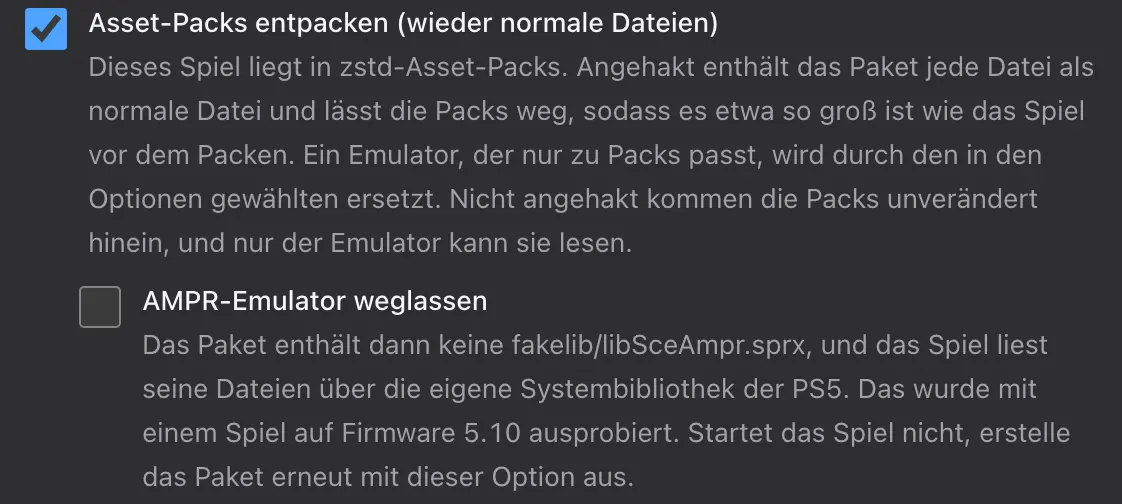 Asset-Packs entpacken (wieder normale Dateien)
Dieses Spiel liegt in zstd-Asset-Packs. Angehakt enthält das Paket jede Datei als
normale Datei und lässt die Packs weg, sodass es etwa so groß ist wie das Spiel
vor dem Packen. Ein Emulator, der nur zu Packs passt, wird durch den in den
Optionen gewählten ersetzt. Nicht angehakt kommen die Packs unverändert
hinein, und nur der Emulator kann sie lesen.
AMPR-Emulator weglassen
Das Paket enthält dann keine fakelib/libSceAmpr.sprx, und das Spiel liest
seine Dateien über die eigene Systembibliothek der PS5. Das wurde mit
einem Spiel auf Firmware 5.10 ausprobiert. Startet das Spiel nicht, erstelle
das Paket erneut mit dieser Option aus.